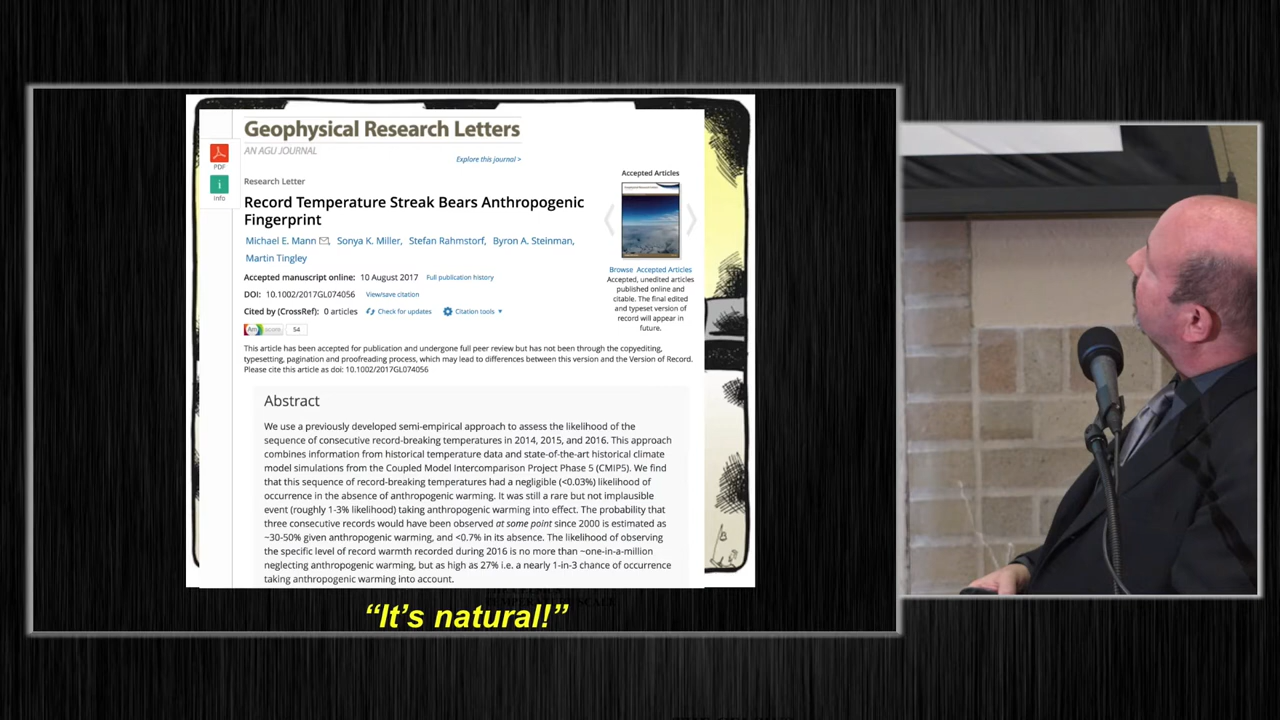 Geophysical Research Letters
AN AGU JOURNAL
Explore this journal >
PDF
i
Info
Research Letter
Record Temperature Streak Bears Anthropogenic
Fingerprint
Michael E. Mann, Sonya K. Miller, Stefan Rahmstorf, Byron A. Steinman,
Martin Tingley
Accepted manuscript online: 10 August 2017 Full publication history
DOI: 10.1002/2017GL074056 View/save citation
Cited by (CrossRef): 0 articles Check for updates Citation tools ▼
Am score 54
Accepted Articles
Browse Accepted Articles
Accepted, unedited articles
published online and
citable. The final edited
and typeset version of
record will appear in
future.
This article has been accepted for publication and undergone full peer review but has not been through the copyediting,
typesetting, pagination and proofreading process, which may lead to differences between this version and the Version of Record.
Please cite this article as doi: 10.1002/2017GL074056
Abstract
We use a previously developed semi-empirical approach to assess the likelihood of the
sequence of consecutive record-breaking temperatures in 2014, 2015, and 2016. This approach
combines information from historical temperature data and state-of-the-art historical climate
model simulations from the Coupled Model Intercomparison Project Phase 5 (CMIP5). We find
that this sequence of record-breaking temperatures had a negligible (<0.03%) likelihood of
occurrence in the absence of anthropogenic warming. It was still a rare but not implausible
event (roughly 1-3% likelihood) taking anthropogenic warming into effect. The probability that
three consecutive records would have been observed at some point since 2000 is estimated as
~30-50% given anthropogenic warming, and <0.7% in its absence. The likelihood of observing
the specific level of record warmth recorded during 2016 is no more than ~one-in-a-million
neglecting anthropogenic warming, but as high as 27% i.e. a nearly 1-in-3 chance of occurrence
taking anthropogenic warming into account.
“It’s natural!”